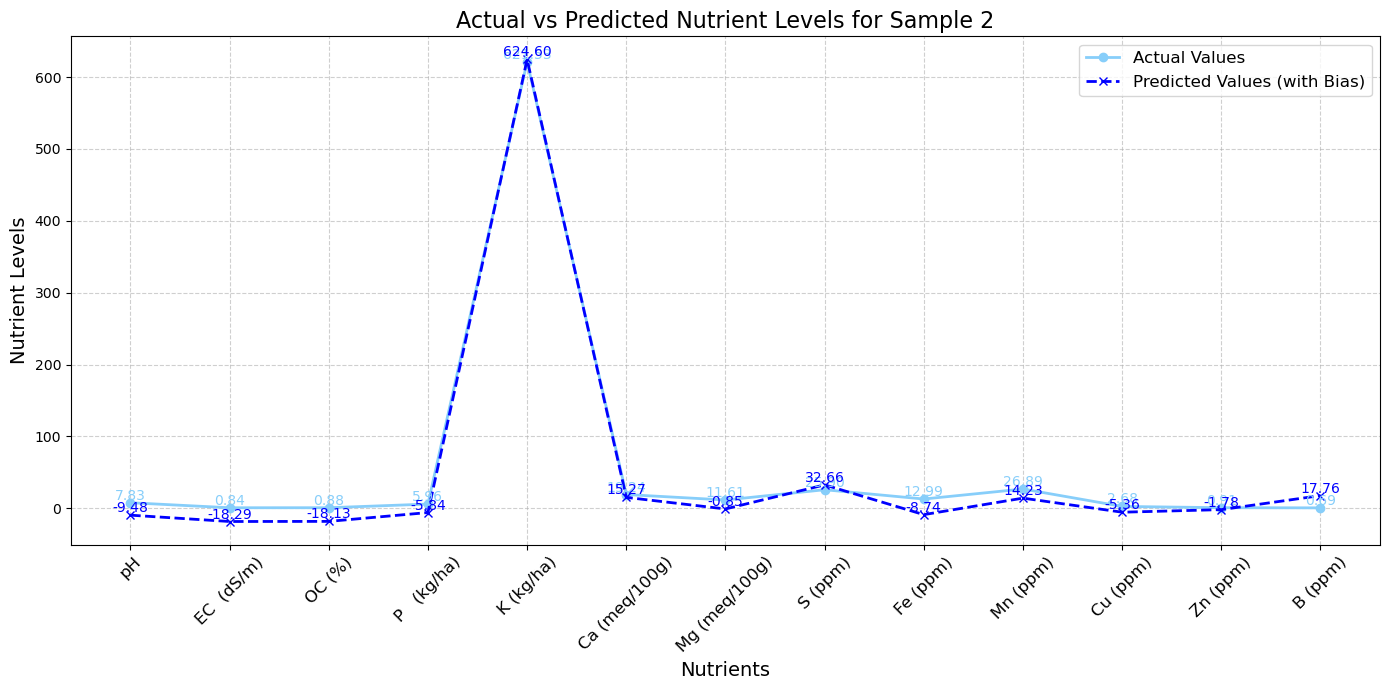 Actual vs Predicted Nutrient Levels for Sample 2
Actual Values
Predicted Values (with Bias)
Nutrient Levels
600
500
400
300
200
100
0
624.60
7.83
0.84
0.88
5.96
11.61
12.99
26.89
2.68
-9.48
-18.29
-18.13
-5.84
15.27
-0.85
32.66
-8.74
14.23
-5.36
-1.78
17.76
pH
EC (dS/m)
OC (%)
P (kg/ha)
K (kg/ha)
Ca (meq/100g)
Mg (meq/100g)
S (ppm)
Fe (ppm)
Mn (ppm)
Cu (ppm)
Zn (ppm)
B (ppm)
Nutrients